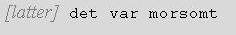 [latter] det var morsomt